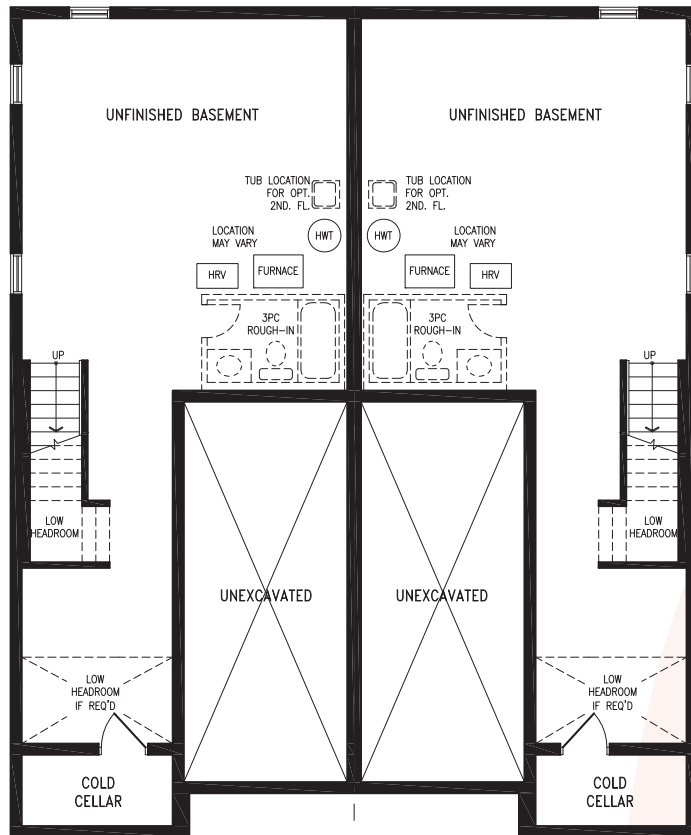 UNFINISHED BASEMENT
UNFINISHED BASEMENT
TUB LOCATION
FOR OPT.
2ND. FL.
TUB LOCATION
FOR OPT.
2ND. FL.
LOCATION
MAY VARY
HWT
HWT
LOCATION
MAY VARY
HRV
FURNACE
FURNACE
HRV
3PC
ROUGH-IN
3PC
ROUGH-IN
UP
UP
LOW
HEADROOM
LOW
HEADROOM
UNEXCAVATED
UNEXCAVATED
LOW
HEADROOM
IF REQ'D
LOW
HEADROOM
IF REQ'D
COLD
CELLAR
COLD
CELLAR